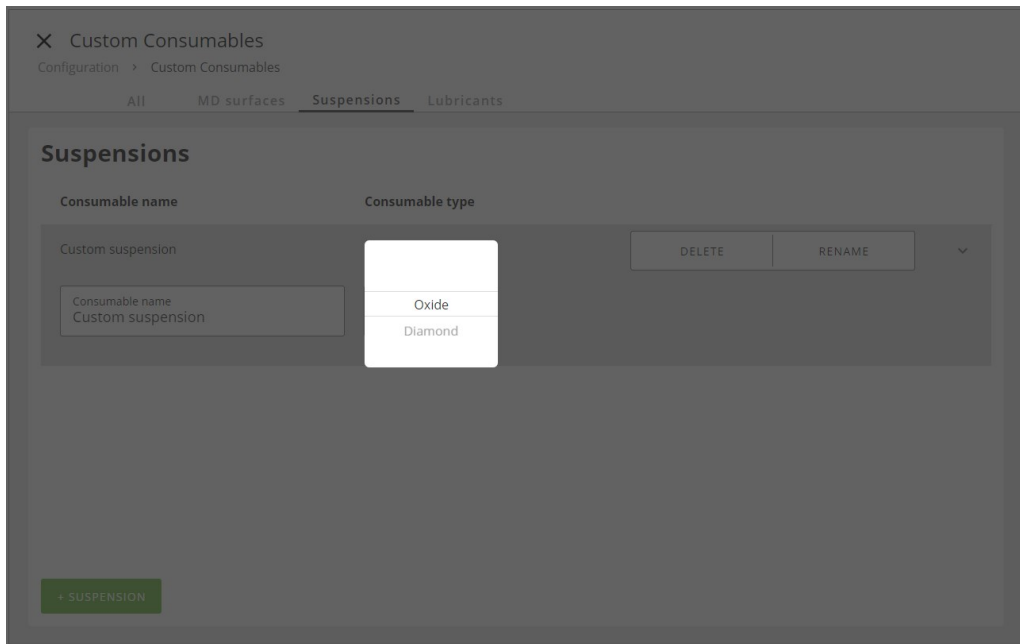 Custom Consumables
Configuration > Custom Consumables
All MD surfaces Suspensions Lubricants
Suspensions
Consumable name Consumable type
Custom suspension DELETE RENAME
Consumable name
Custom suspension
Oxide
Diamond
+ SUSPENSION